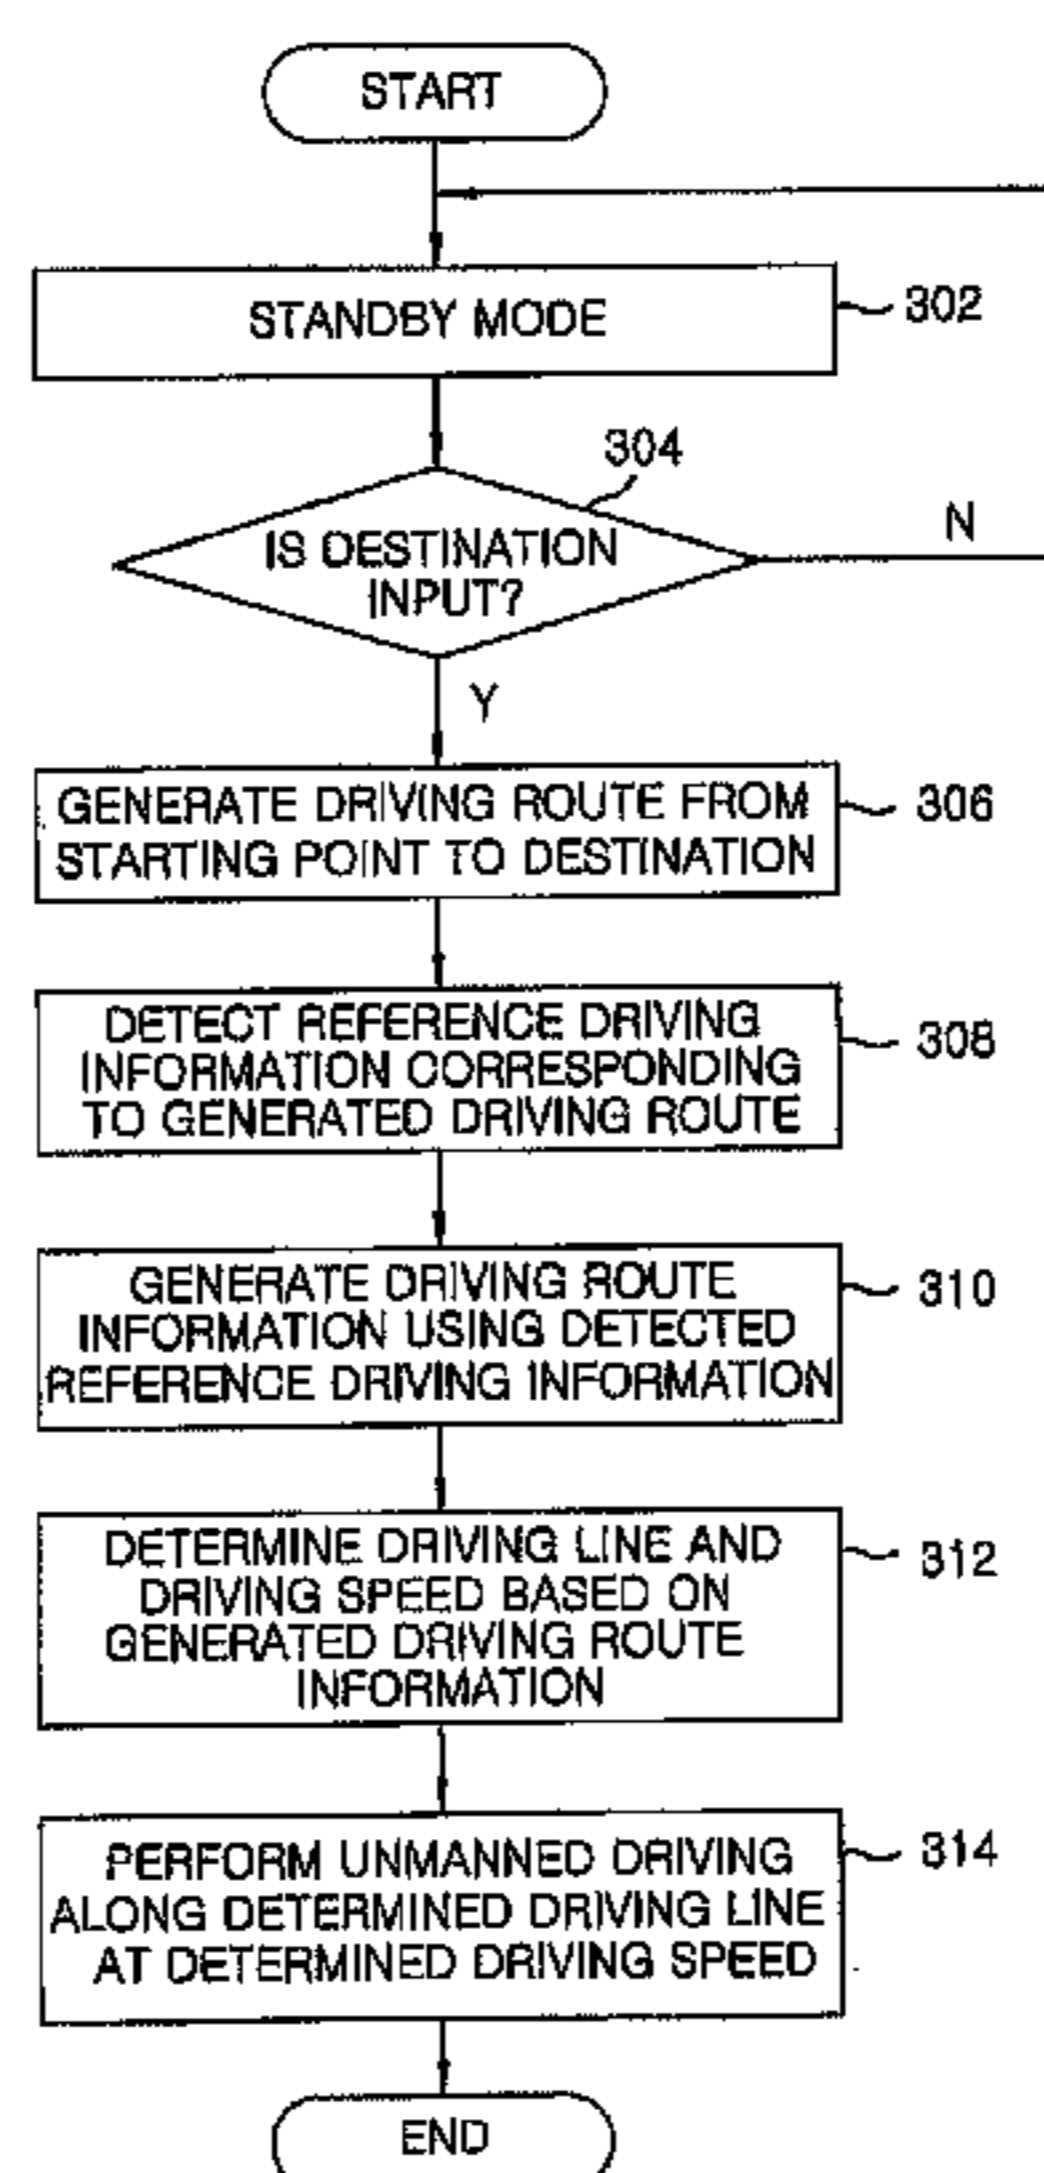 START
STANDBY MODE
302
304
IS DESTINATION
INPUT?
N
Y
GENERATE DRIVING ROUTE FROM
STARTING POINT TO DESTINATION
306
DETECT REFERENCE DRIVING
INFORMATION CORRESPONDING
TO GENERATED DRIVING ROUTE
308
GENERATE DRIVING ROUTE
INFORMATION USING DETECTED
REFERENCE DRIVING INFORMATION
310
DETERMINE DRIVING LINE AND
DRIVING SPEED BASED ON
GENERATED DRIVING ROUTE
INFORMATION
312
PERFORM UNMANNED DRIVING
ALONG DETERMINED DRIVING LINE
AT DETERMINED DRIVING SPEED
314
END